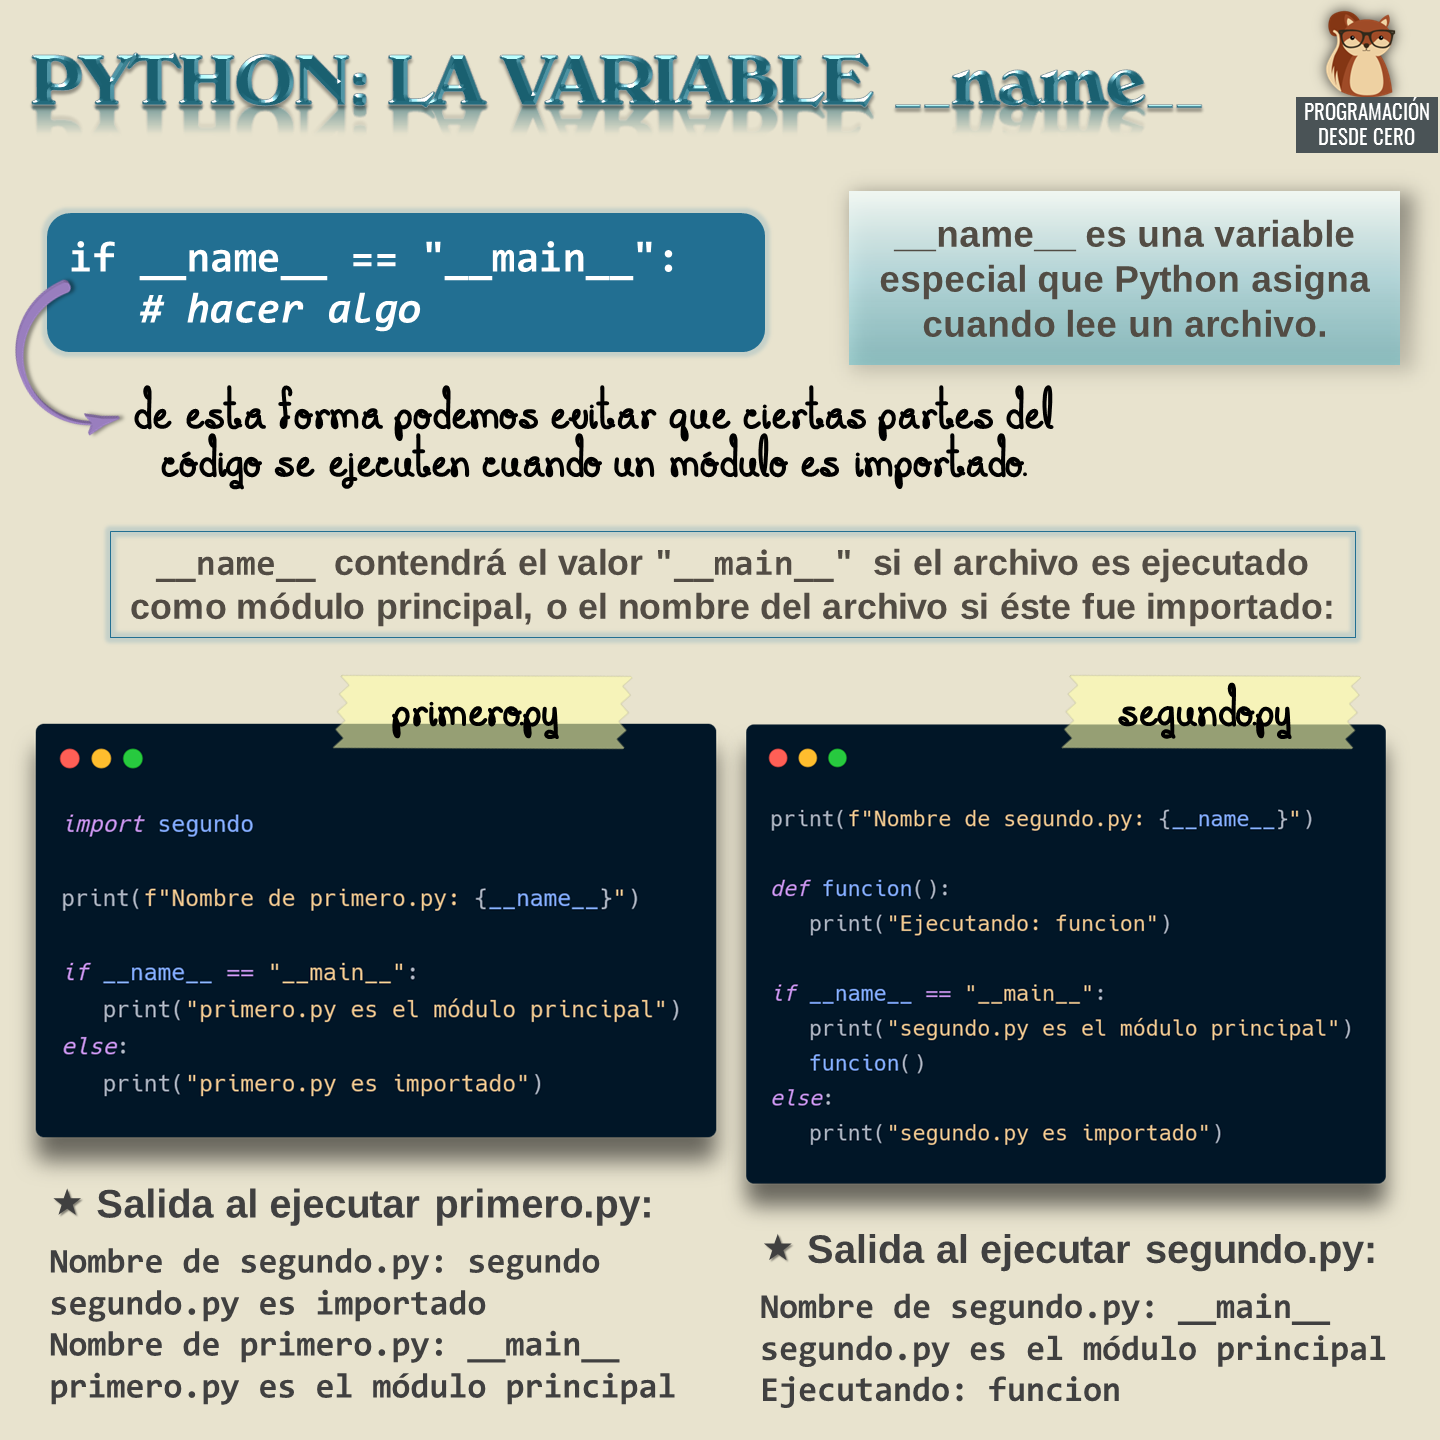 PYTHON: LA VARIABLE __name__
PROGRAMACIÓN
DESDE CERO
if __name__ == "__main__":
# hacer algo
__name__ es una variable
especial que Python asigna
cuando lee un archivo.
de esta forma podemos evitar que ciertas partes del
código se ejecuten cuando un módulo es importado.
__name__ contendrá el valor "__main__" si el archivo es ejecutado
como módulo principal, o el nombre del archivo si éste fue importado:
primero.py
import segundo
print(f"Nombre de primero.py: {__name__}")
if __name__ == "__main__":
print("primero.py es el módulo principal")
else:
print("primero.py es importado")
★ Salida al ejecutar primero.py:
Nombre de segundo.py: segundo
segundo.py es importado
Nombre de primero.py: __main__
primero.py es el módulo principal
segundo.py
print(f"Nombre de segundo.py: {__name__}")
def funcion():
print("Ejecutando: funcion")
if __name__ == "__main__":
print("segundo.py es el módulo principal")
funcion()
else:
print("segundo.py es importado")
★ Salida al ejecutar segundo.py:
Nombre de segundo.py: __main__
segundo.py es el módulo principal
Ejecutando: funcion